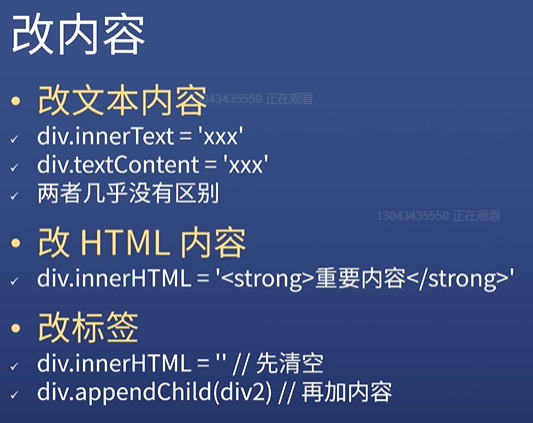 改内容
• 改文本内容
043435550 正在观看
✓ div.innerText = 'xxx'
✓ div.textContent = 'xxx'
✓ 两者几乎没有区别
13043435550 正在观看
• 改 HTML 内容
✓ div.innerHTML = '<strong>重要内容</strong>'
• 改标签
✓ div.innerHTML = '' // 先清空
✓ div.appendChild(div2) // 再加内容